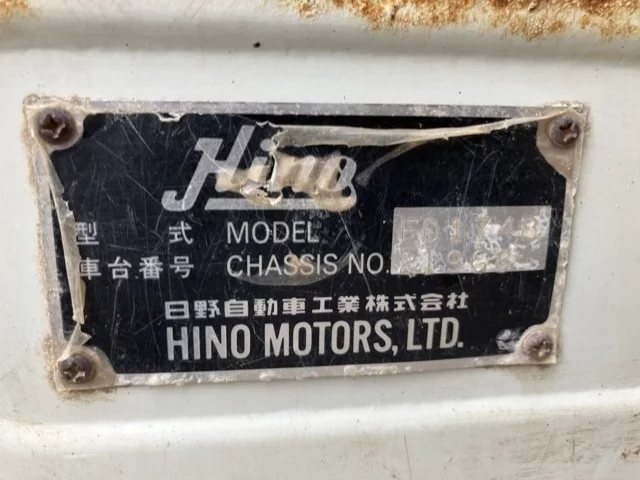 Hino
型 式 MODEL
車台番号 CHASSIS NO.
日野自動車工業株式会社
HINO MOTORS, LTD.